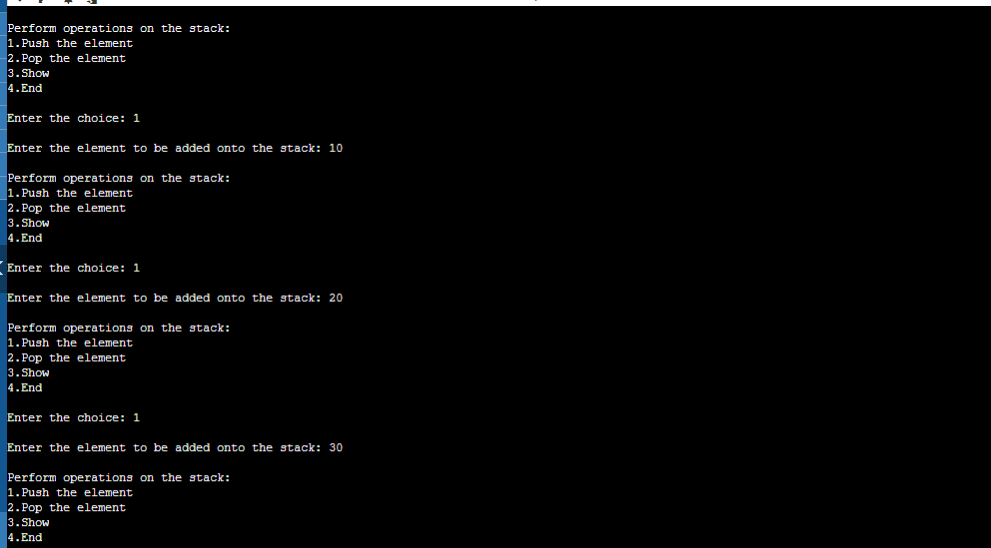 Perform operations on the stack:
1.Push the element
2.Pop the element
3.Show
4.End
Enter the choice: 1
Enter the element to be added onto the stack: 10
Perform operations on the stack:
1.Push the element
2.Pop the element
3.Show
4.End
Enter the choice: 1
Enter the element to be added onto the stack: 20
Perform operations on the stack:
1.Push the element
2.Pop the element
3.Show
4.End
Enter the choice: 1
Enter the element to be added onto the stack: 30
Perform operations on the stack:
1.Push the element
2.Pop the element
3.Show
4.End